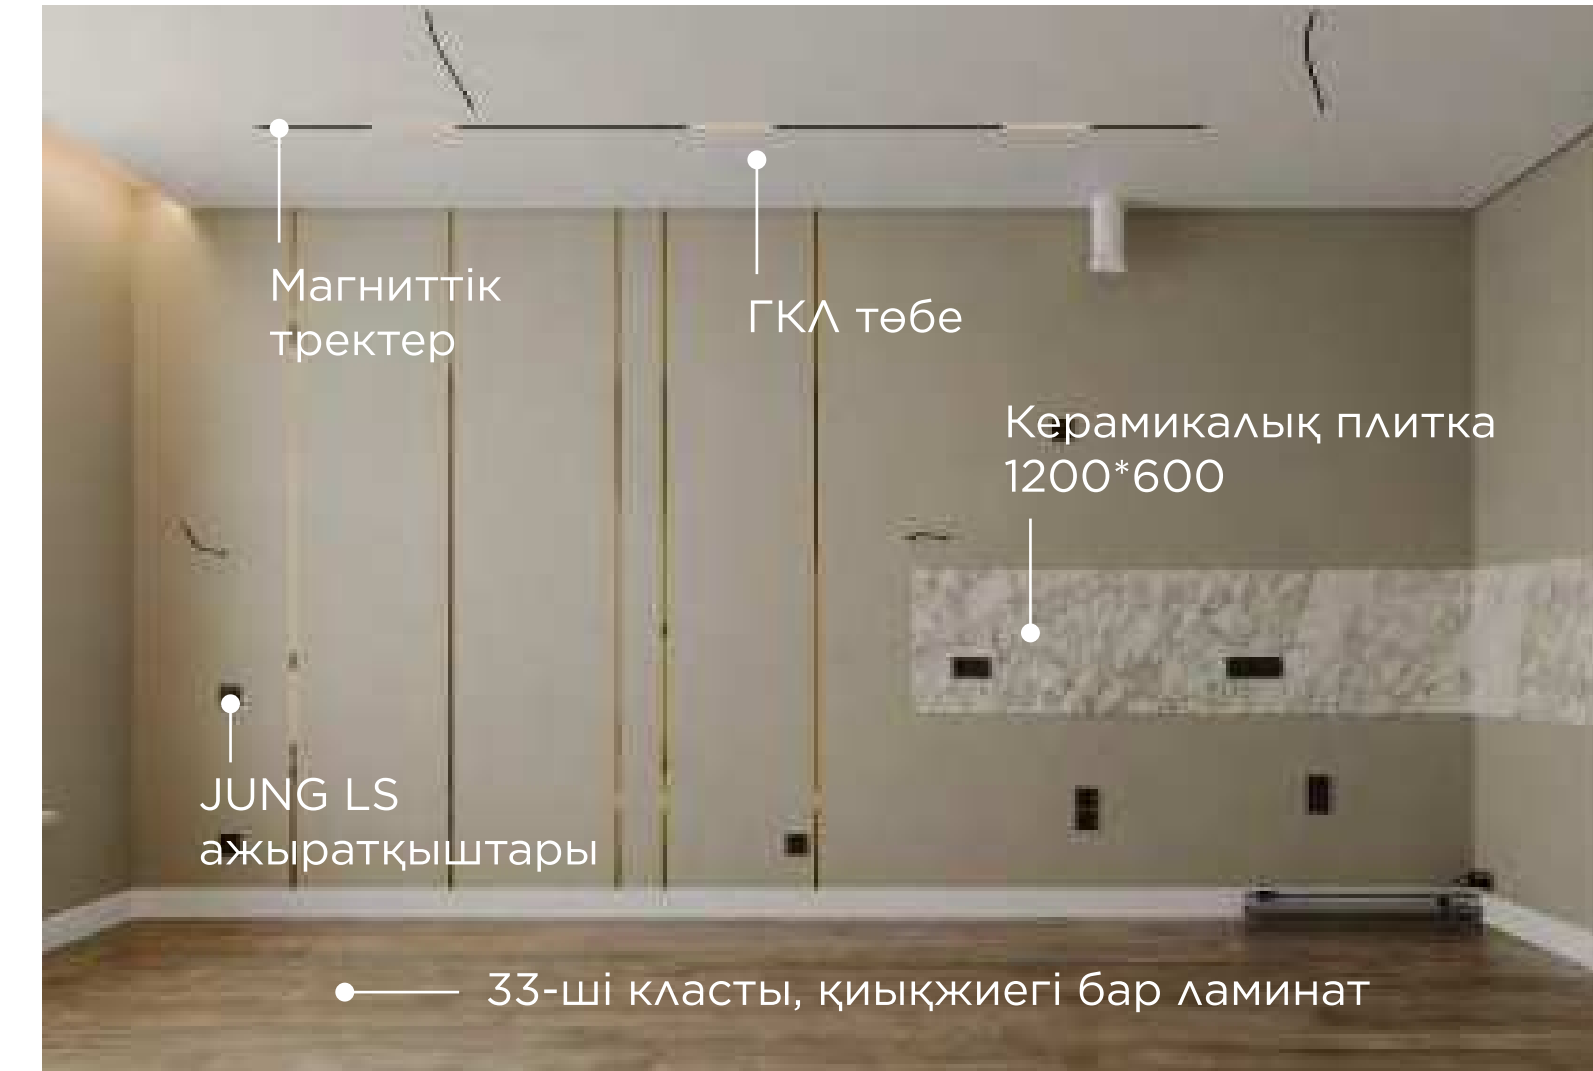 Магниттік
тректер
ГКЛ төбе
Керамикалық плитка
1200*600
JUNG LS
ажыратқыштары
33-ші класты, қиықжиегі бар ламинат